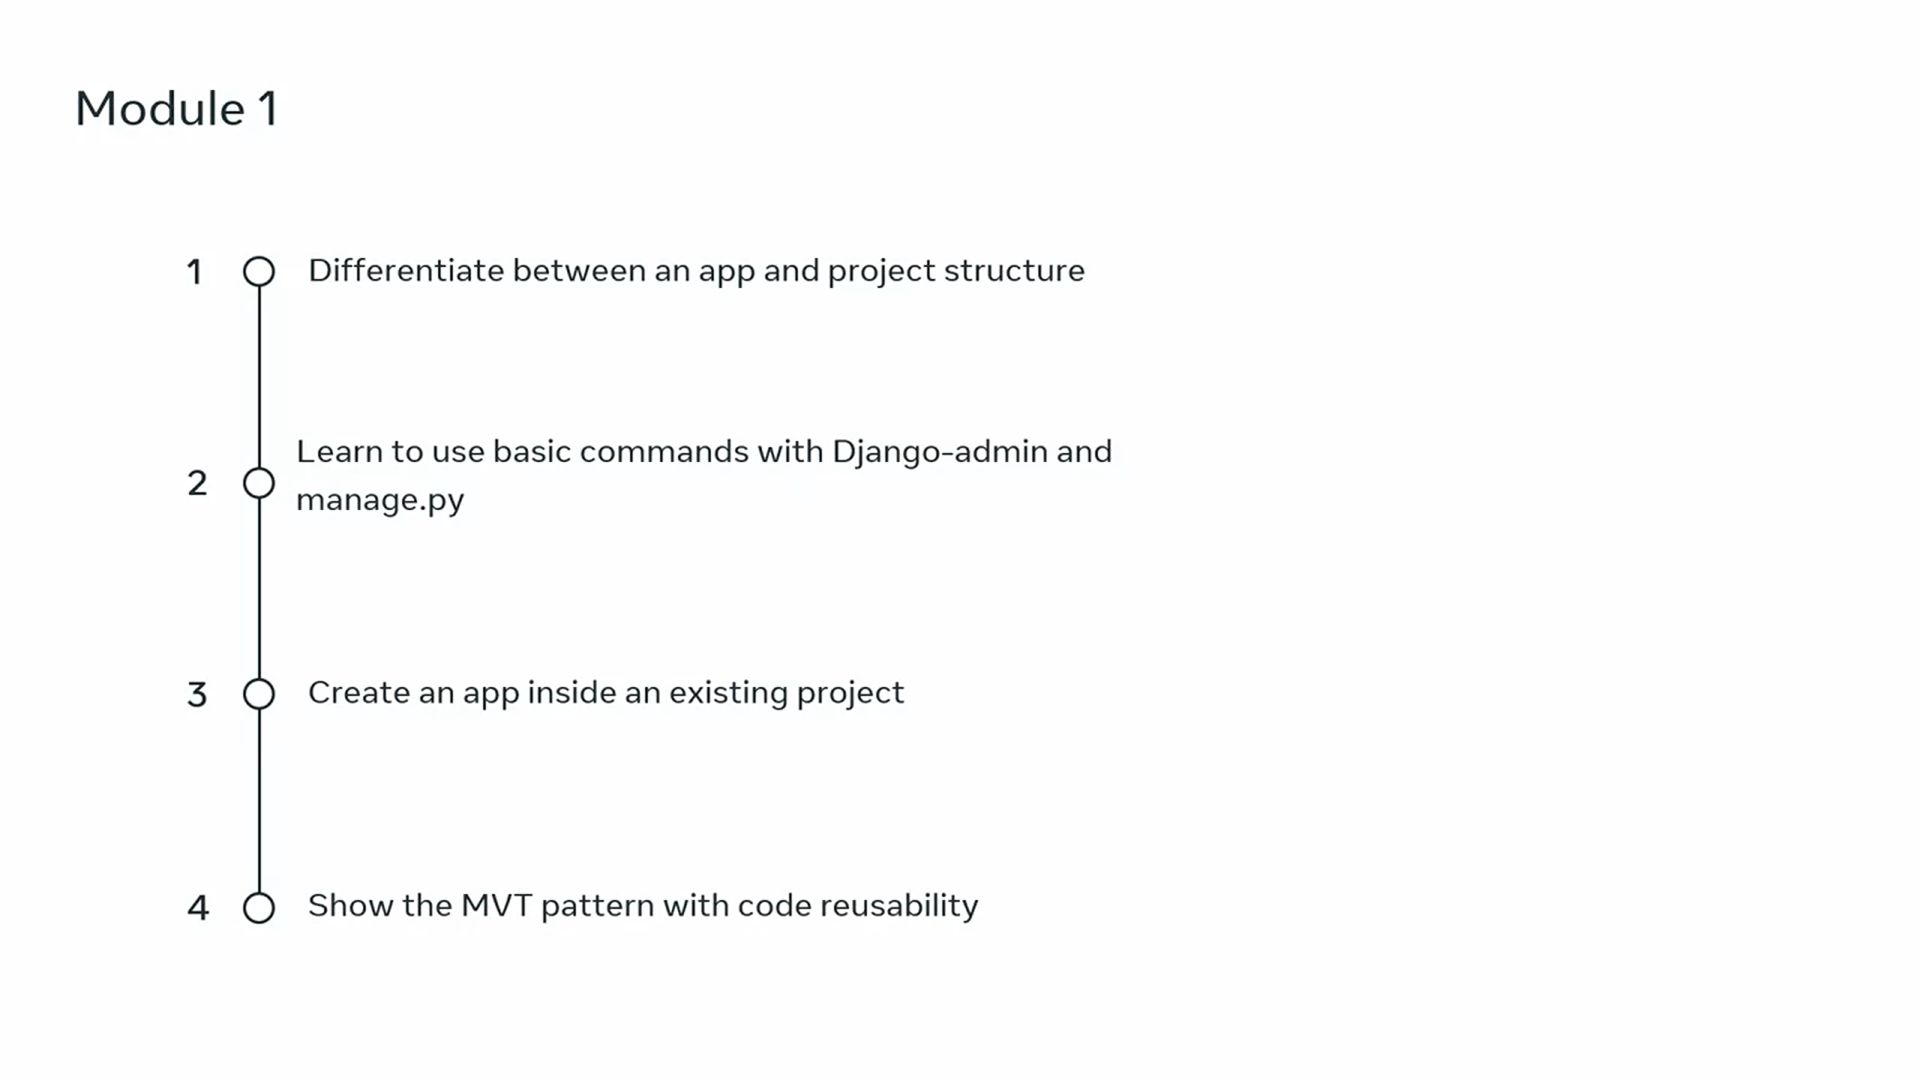 Module 1
1 Differentiate between an app and project structure
2 Learn to use basic commands with Django-admin and
manage.py
3 Create an app inside an existing project
4 Show the MVT pattern with code reusability